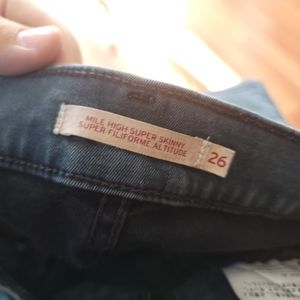 MILE HIGH SUPER SKINNY
SUPER FILIFORME ALTITUDE
26